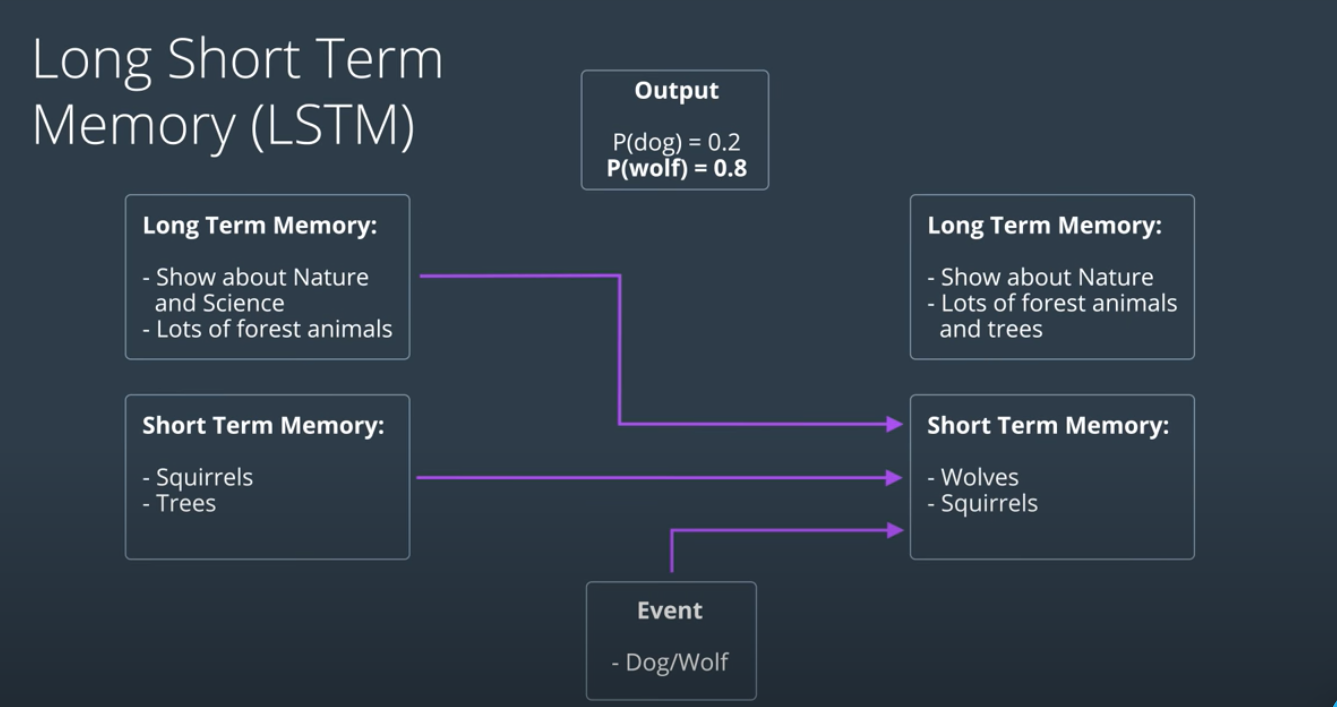 Long Short Term
Memory (LSTM)
Output
P(dog) = 0.2
P(wolf) = 0.8
Long Term Memory:
- Show about Nature
and Science
- Lots of forest animals
Long Term Memory:
- Show about Nature
- Lots of forest animals
and trees
Short Term Memory:
- Squirrels
- Trees
Short Term Memory:
- Wolves
- Squirrels
Event
- Dog/Wolf